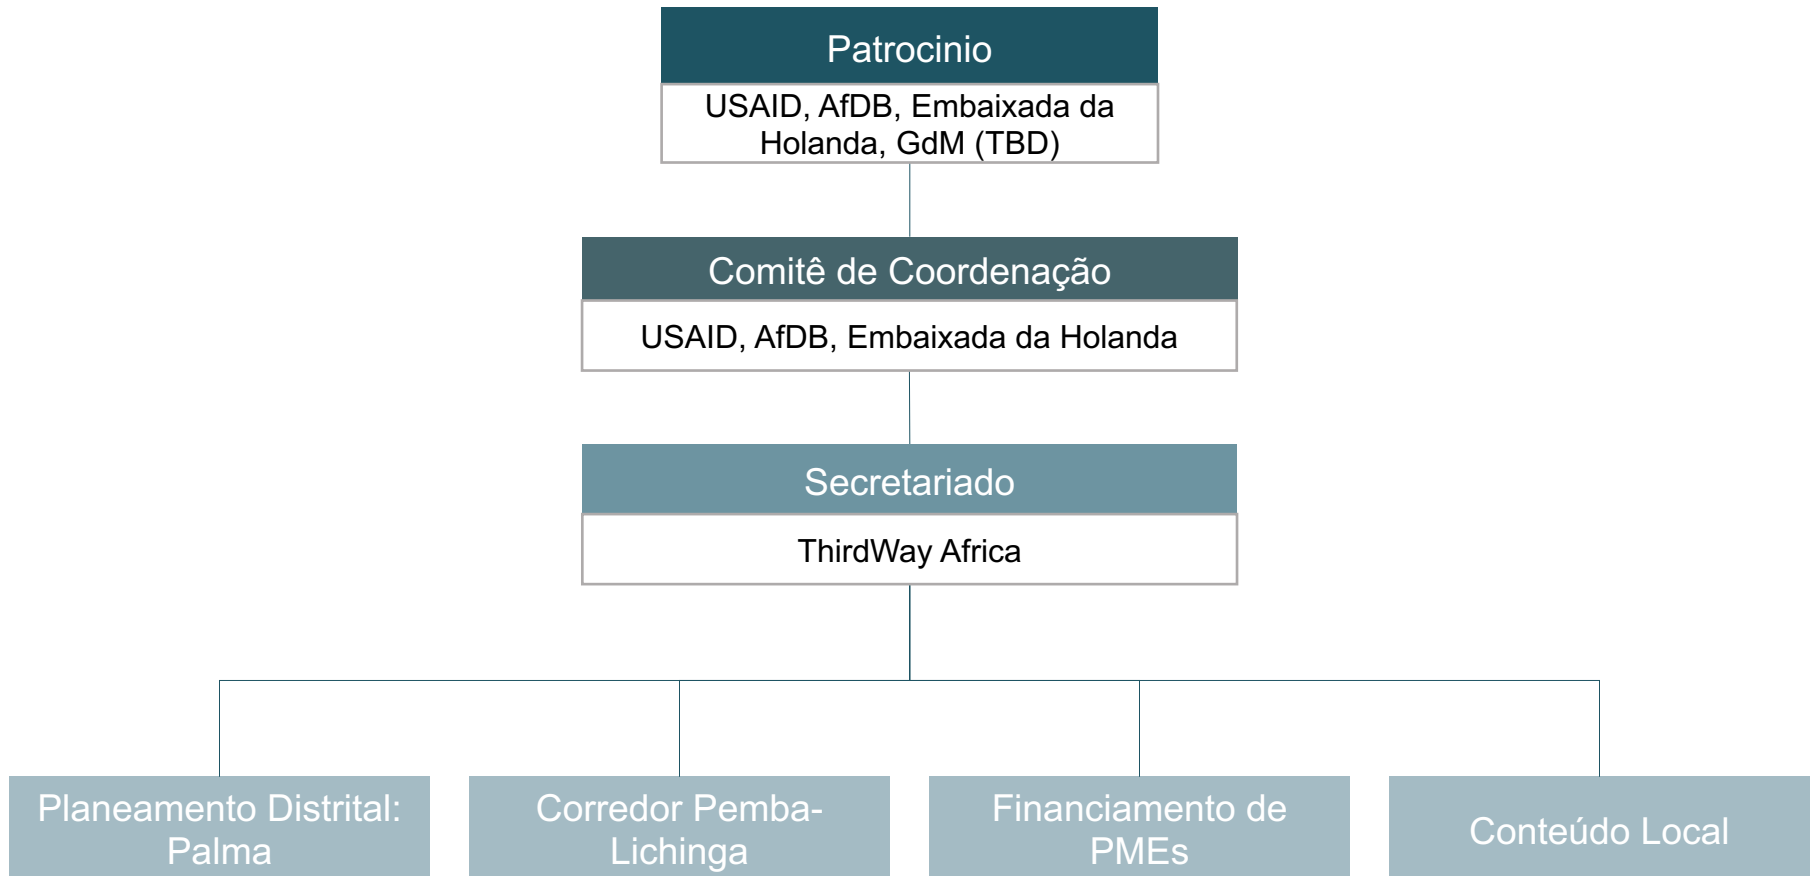 Patrocinio
USAID, AfDB, Embaixada da
Holanda, GdM (TBD)
Comitê de Coordenação
USAID, AfDB, Embaixada da Holanda
Secretariado
ThirdWay Africa
Planeamento Distrital:
Palma
Corredor Pemba-
Lichinga
Financiamento de
PMEs
Conteúdo Local